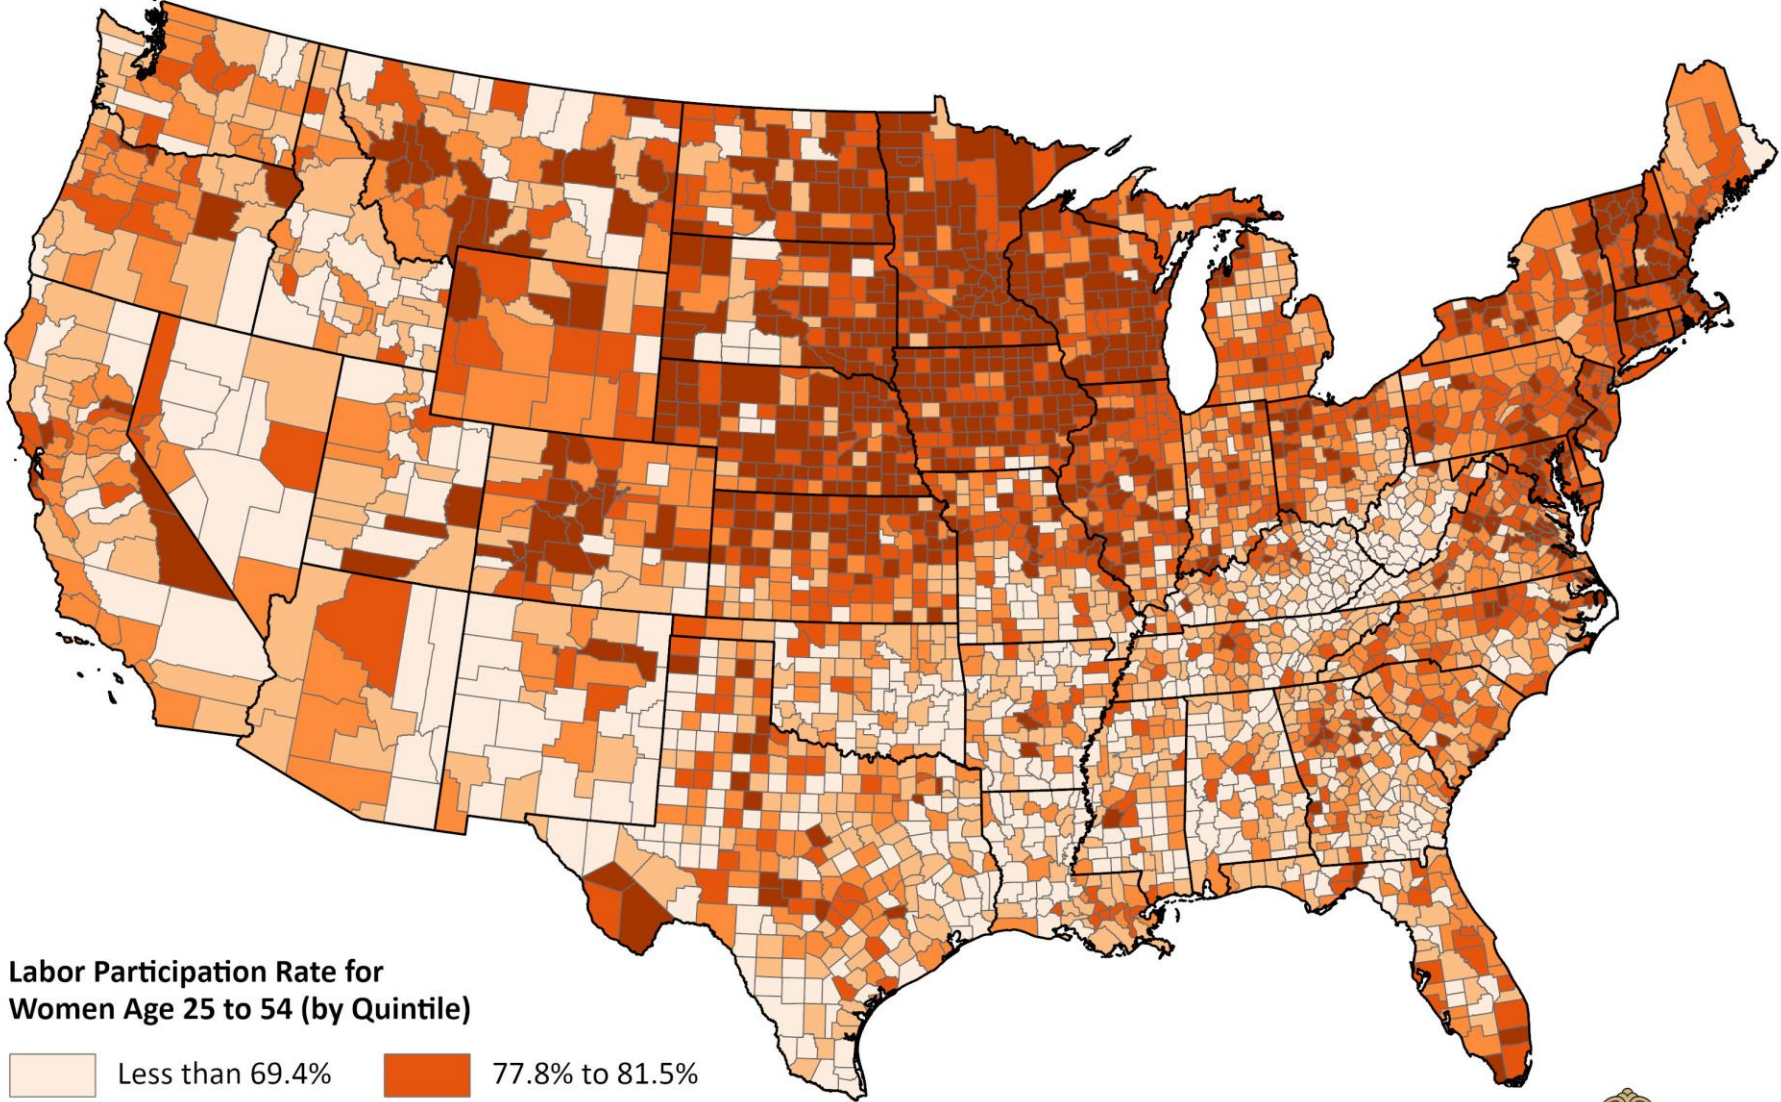 Labor Participation Rate for
Women Age 25 to 54 (by Quintile)
Less than 69.4%
77.8% to 81.5%